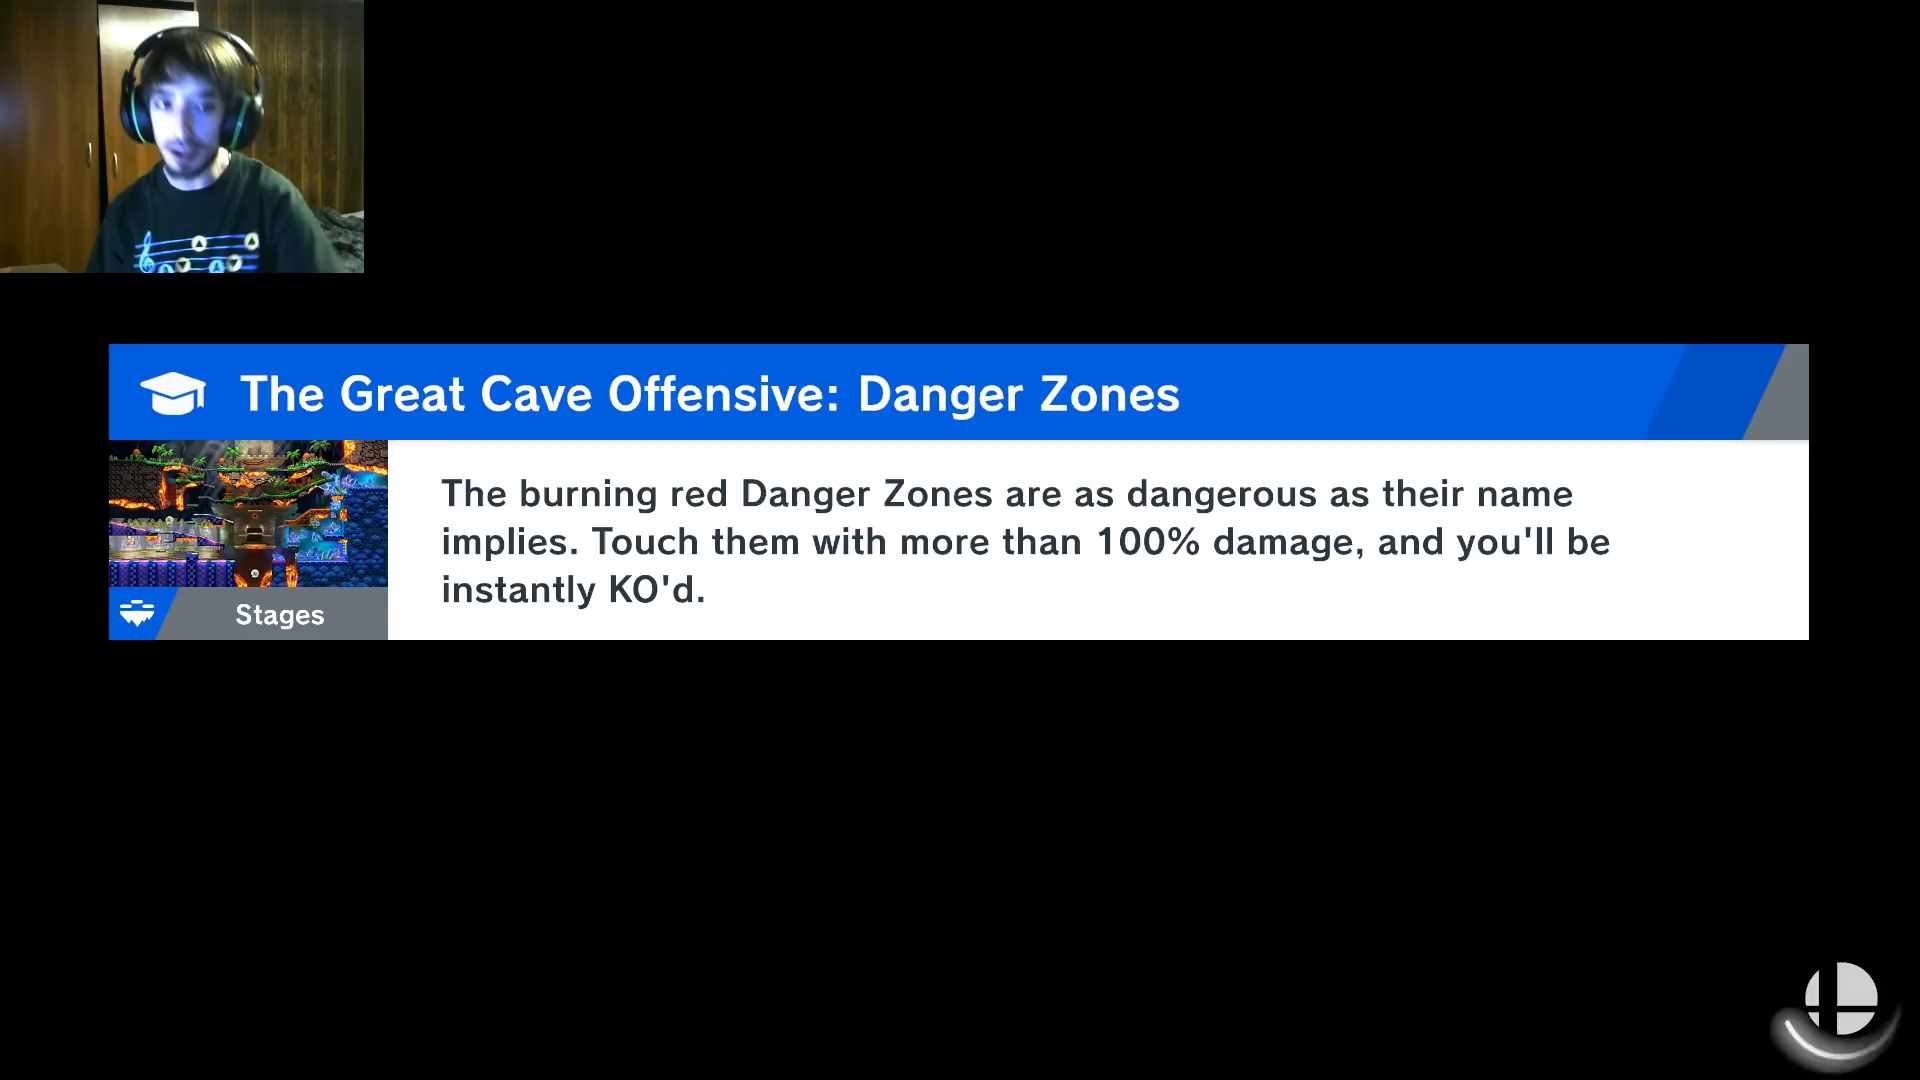 The Great Cave Offensive: Danger Zones
The burning red Danger Zones are as dangerous as their name
implies. Touch them with more than 100% damage, and you'll be
instantly KO'd.
Stages